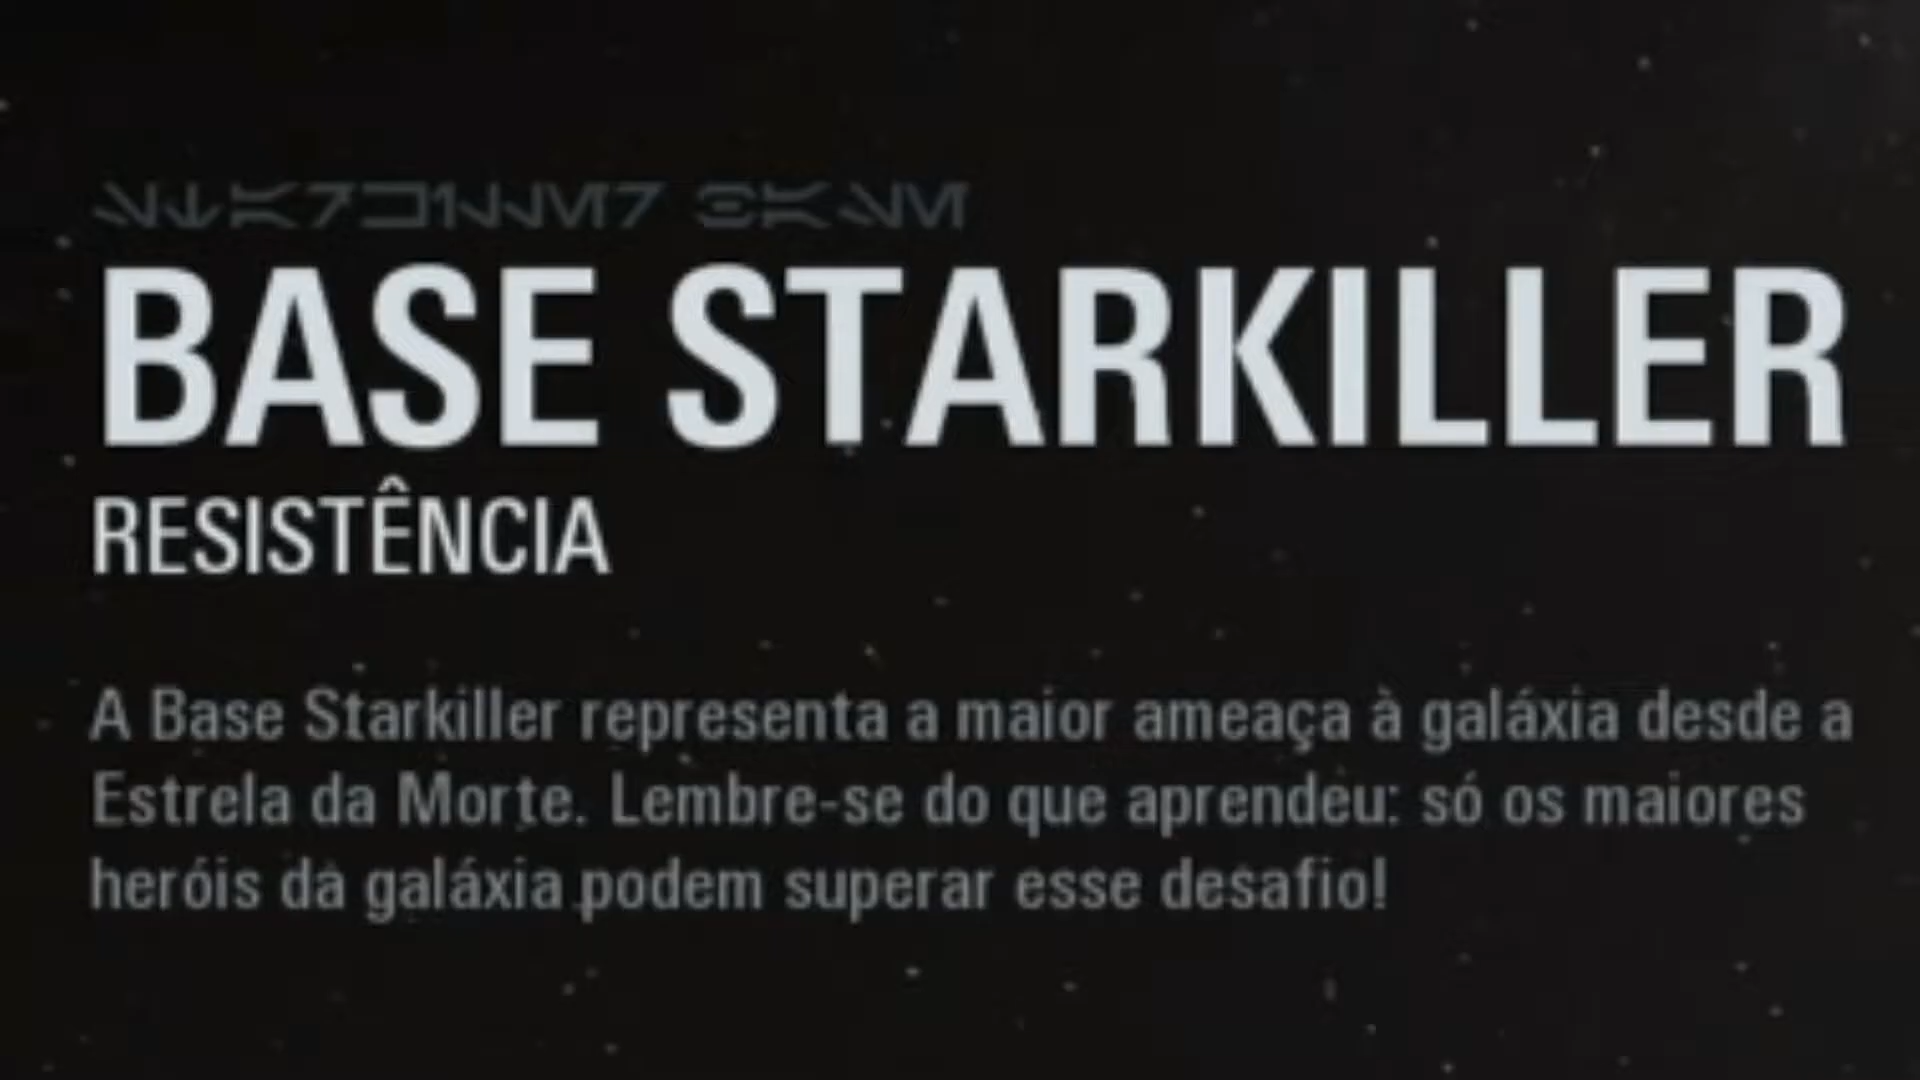 BASE STARKILLER
RESISTÊNCIA
A Base Starkiller representa a maior ameaça à galáxia desde a
Estrela da Morte. Lembre-se do que aprendeu: só os maiores
heróis da galáxia podem superar esse desafio!